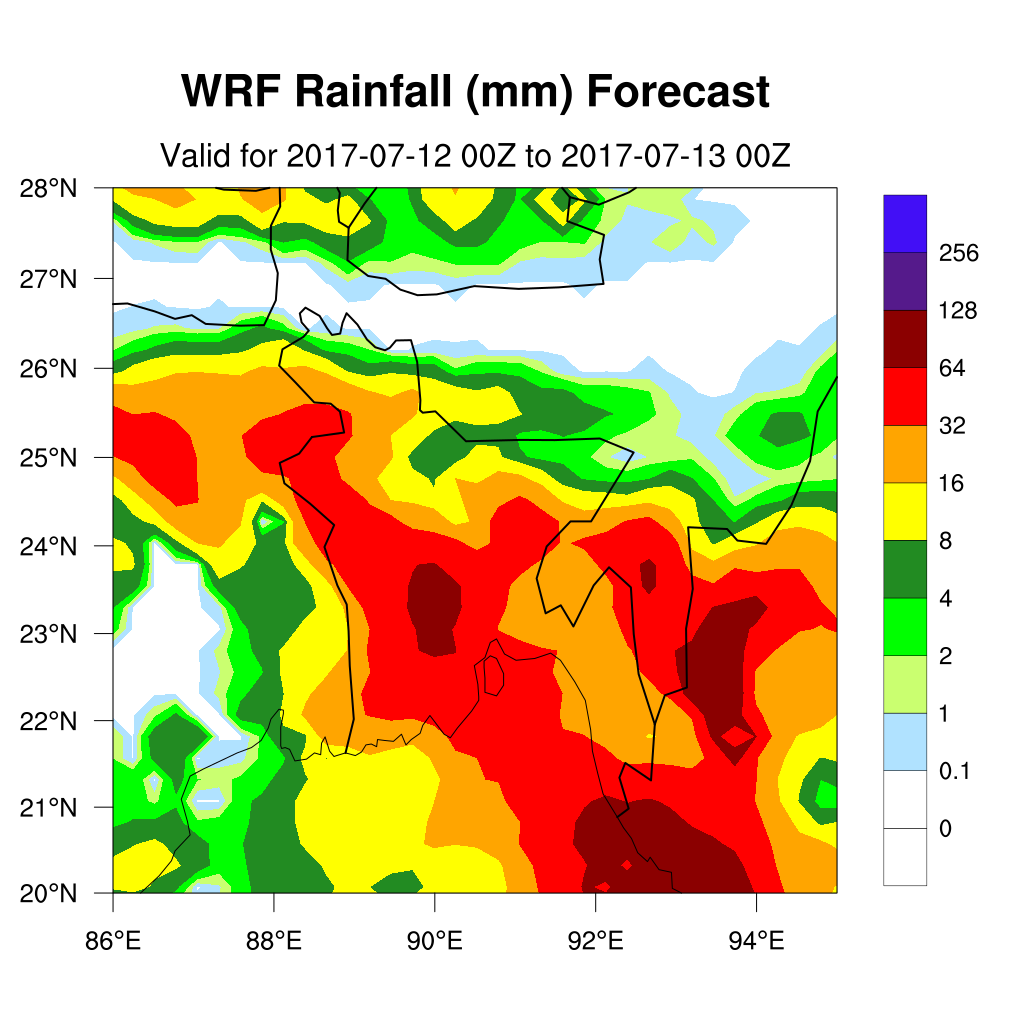 WRF Rainfall (mm) Forecast
Valid for 2017-07-12 00Z to 2017-07-13 00Z
28°N
27°N
26°N
25°N
24°N
23°N
22°N
21°N
20°N
86°E 88°E 90°E 92°E 94°E
256
128
64
32
16
8
4
2
1
0.1
0